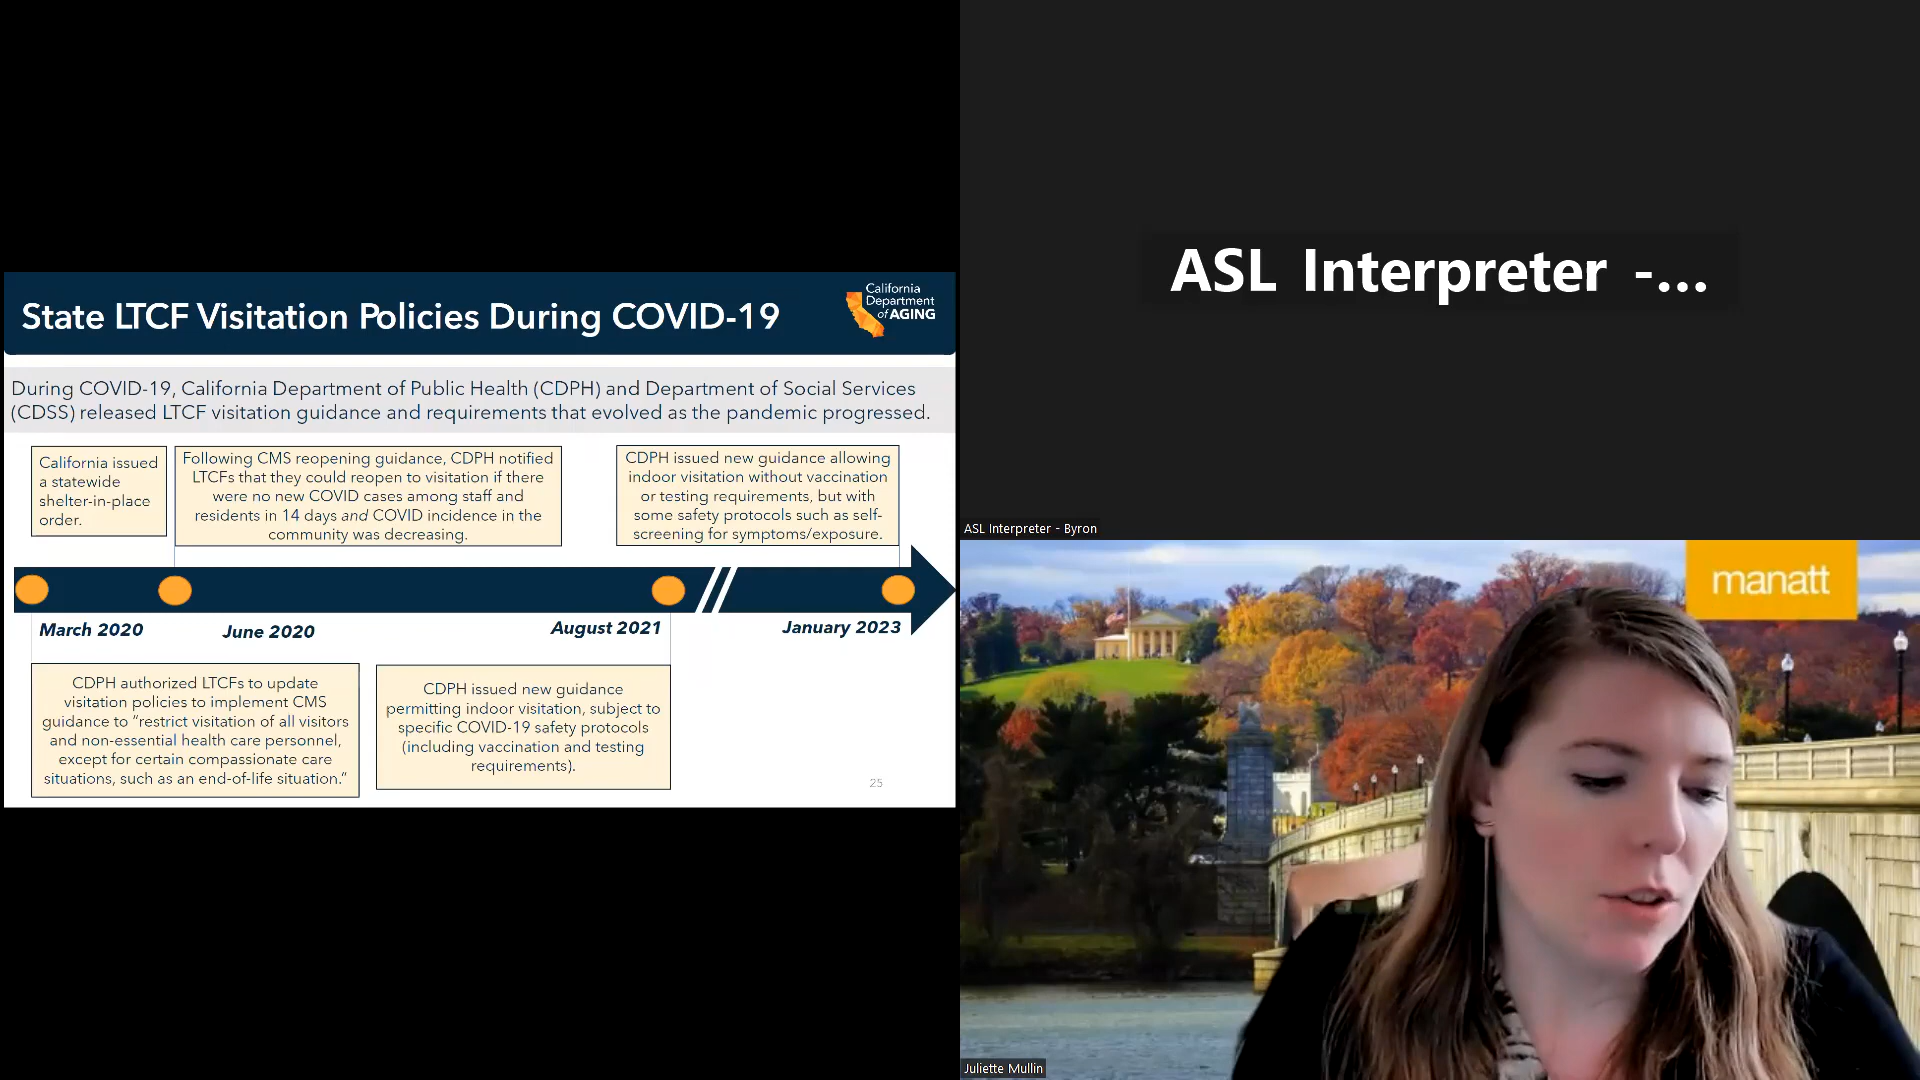 State LTCF Visitation Policies During COVID-19
California
Department
of AGING
During COVID-19, California Department of Public Health (CDPH) and Department of Social Services
(CDSS) released LTCF visitation guidance and requirements that evolved as the pandemic progressed.
California issued
a statewide
shelter-in-place
order.
Following CMS reopening guidance, CDPH notified
LTCFs that they could reopen to visitation if there
were no new COVID cases among staff and
residents in 14 days and COVID incidence in the
community was decreasing.
CDPH issued new guidance allowing
indoor visitation without vaccination
or testing requirements, but with
some safety protocols such as self-
screening for symptoms/exposure.
March 2020
June 2020
August 2021
January 2023
CDPH authorized LTCFs to update
visitation policies to implement CMS
guidance to “restrict visitation of all visitors
and non-essential health care personnel,
except for certain compassionate care
situations, such as an end-of-life situation.”
CDPH issued new guidance
permitting indoor visitation, subject to
specific COVID-19 safety protocols
(including vaccination and testing
requirements).
25
ASL Interpreter -...
ASL Interpreter - Byron
manatt
Juliette Mullin